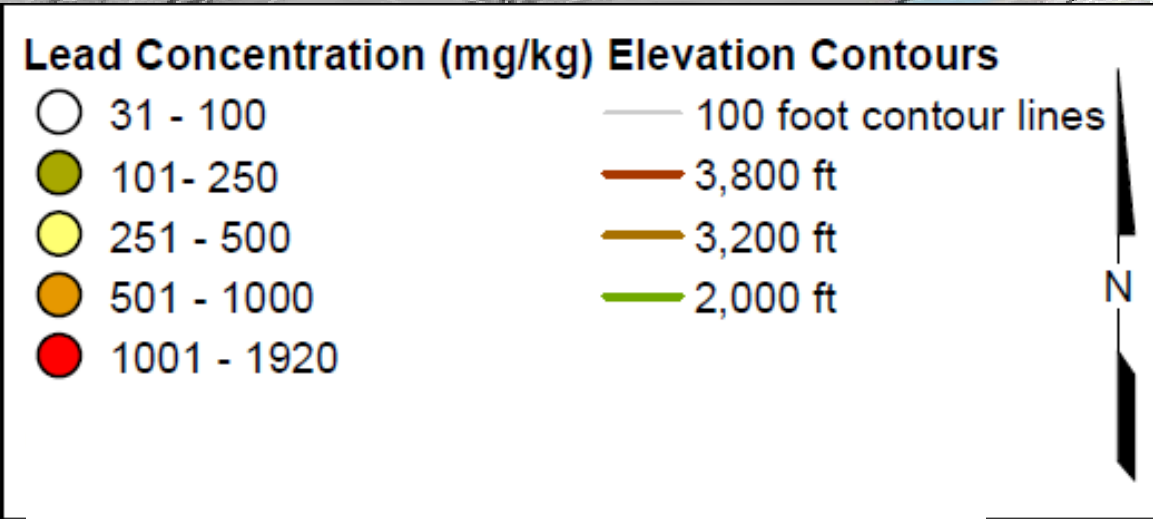 Lead Concentration (mg/kg) Elevation Contours
31 - 100
100 foot contour lines
101- 250
3,800 ft
251 - 500
3,200 ft
501 - 1000
2,000 ft
N
1001 - 1920